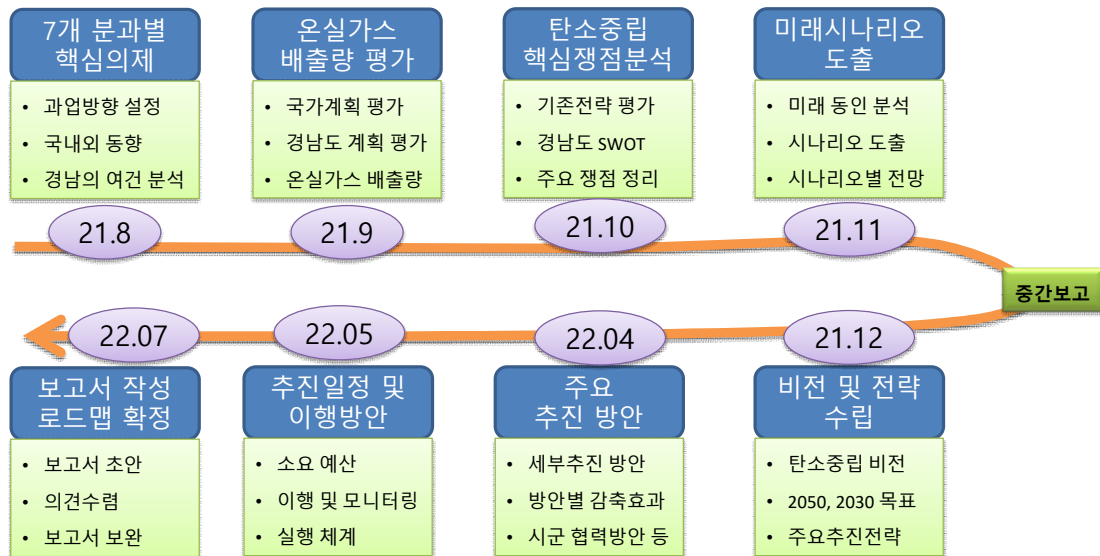 7개 분과별
핵심의제
• 과업방향 설정
• 국내외 동향
• 경남의 여건 분석
온실가스
배출량 평가
• 국가계획 평가
• 경남도 계획 평가
• 온실가스 배출량
탄소중립
핵심쟁점분석
• 기존전략 평가
• 경남도 SWOT
• 주요 쟁점 정리
미래시나리오
도출
• 미래 동인 분석
• 시나리오 도출
• 시나리오별 전망
21.8
21.9
21.10
21.11
중간보고
22.07
22.05
22.04
21.12
보고서 작성
로드맵 확정
• 보고서 초안
• 의견수렴
• 보고서 보완
추진일정 및
이행방안
• 소요 예산
• 이행 및 모니터링
• 실행 체계
주요
추진 방안
• 세부추진 방안
• 방안별 감축효과
• 시군 협력방안 등
비전 및 전략
수립
• 탄소중립 비전
• 2050, 2030 목표
• 주요추진전략